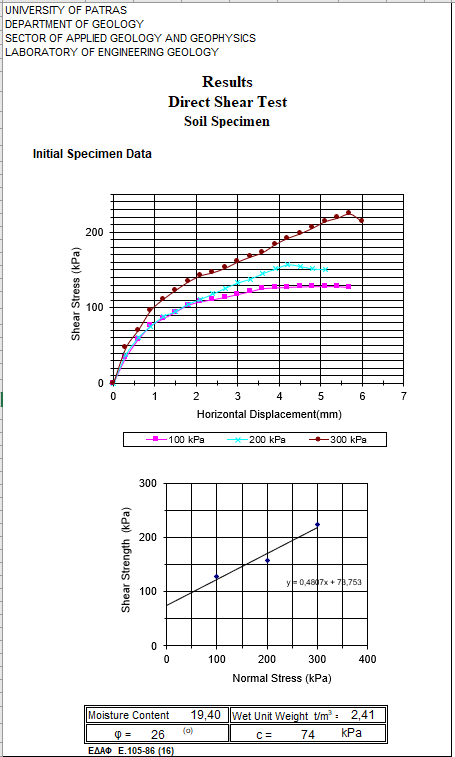 UNIVERSITY OF PATRAS
DEPARTMENT OF GEOLOGY
SECTOR OF APPLIED GEOLOGY AND GEOPHYSICS
LABORATORY OF ENGINEERING GEOLOGY
Results
Direct Shear Test
Soil Specimen
Initial Specimen Data
Shear Stress (kPa)
200
100
0
0 1 2 3 4 5 6 7
Horizontal Displacement(mm)
100 kPa 200 kPa 300 kPa
Shear Strength (kPa)
300
200
100
0
y = 0,4807x + 73,753
0 100 200 300 400
Normal Stress (kPa)
Moisture Content 19,40 Wet Unit Weight t/m³ = 2,41
φ = 26 (o) c = 74 kPa
ΕΔΑΦ Ε.105-86 (16)